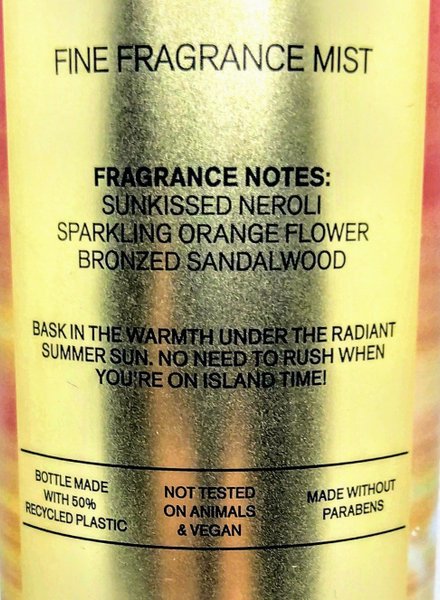 FINE FRAGRANCE MIST
FRAGRANCE NOTES:
SUNKISSED NEROLI
SPARKLING ORANGE FLOWER
BRONZED SANDALWOOD
BASK IN THE WARMTH UNDER THE RADIANT
SUMMER SUN. NO NEED TO RUSH WHEN
YOU'RE ON ISLAND TIME!
BOTTLE MADE
WITH 50%
RECYCLED PLASTIC
NOT TESTED
ON ANIMALS
& VEGAN
MADE WITHOUT
PARABENS